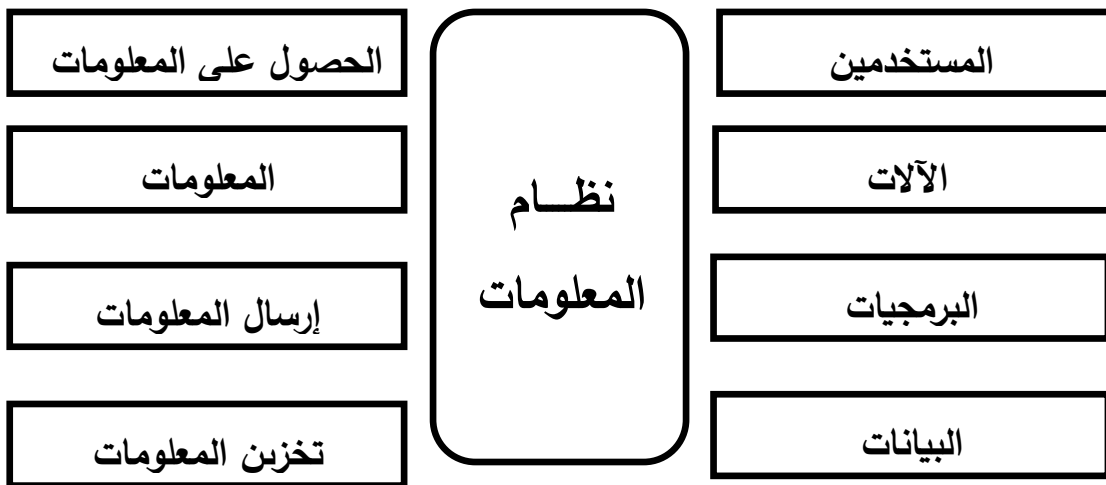 المستخدمين
الآلات
البرمجيات
البيانات
نظـــام
المعلومات
الحصول على المعلومات
المعلومات
إرسال المعلومات
تخزين المعلومات